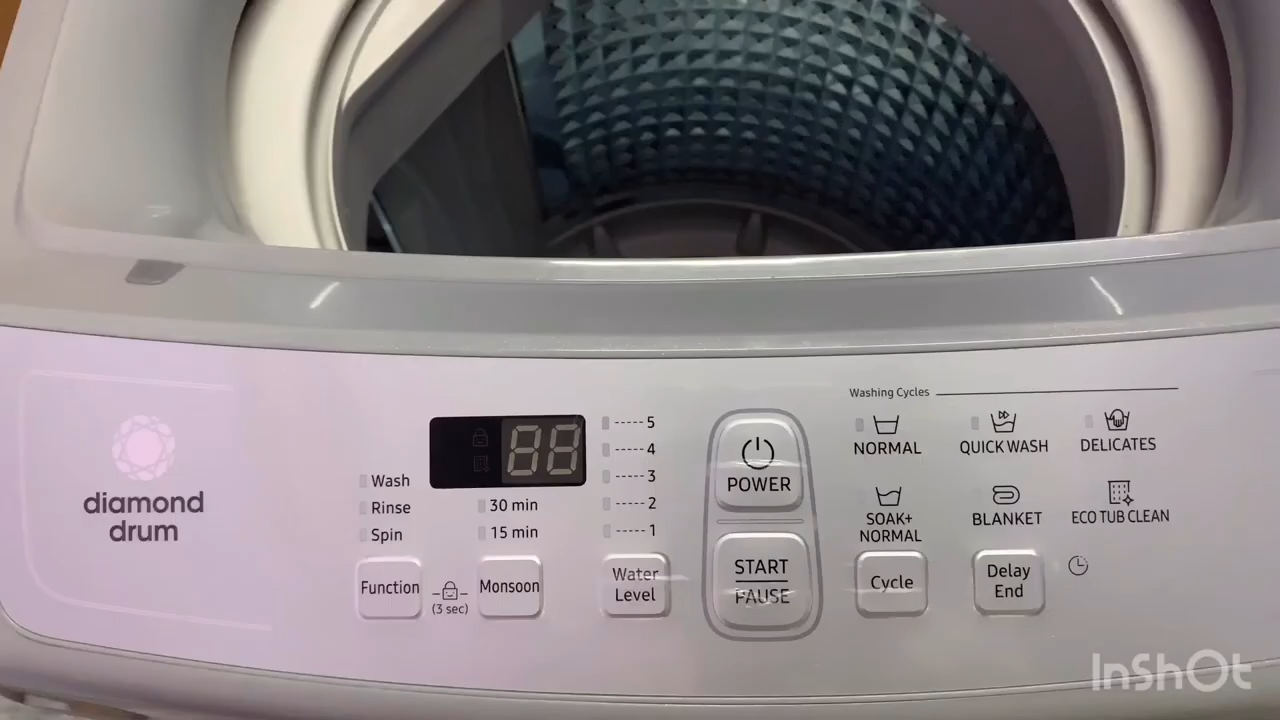 diamond
drum
Wash
Rinse
Spin
88
30 min
15 min
5
4
3
2
1
Function
(3 sec)
Monsoon
Water
Level
POWER
START
PAUSE
Washing Cycles
NORMAL
QUICK WASH
DELICATES
SOAK+
NORMAL
BLANKET
ECO TUB CLEAN
Cycle
Delay
End
InShOt